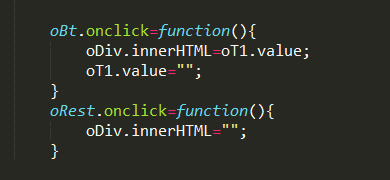 oBt.onclick=function(){
    oDiv.innerHTML=oT1.value;
    oT1.value="";
}
oRest.onclick=function(){
    oDiv.innerHTML="";
}